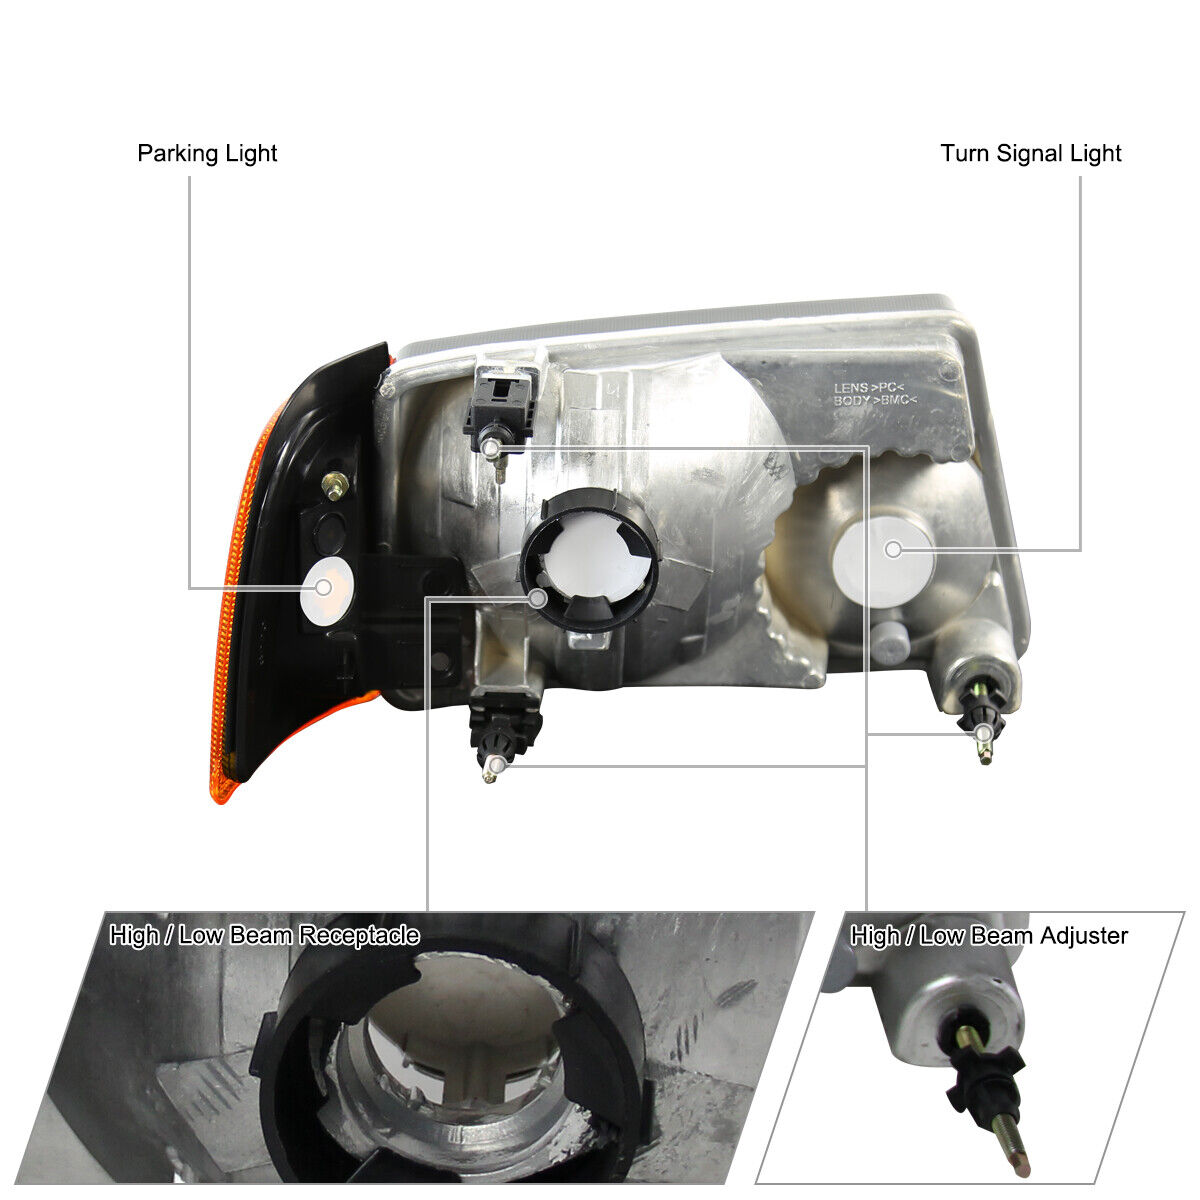 Parking Light
Turn Signal Light
LENS >PC<
BODY >BMC<
High / Low Beam Receptacle
High / Low Beam Adjuster